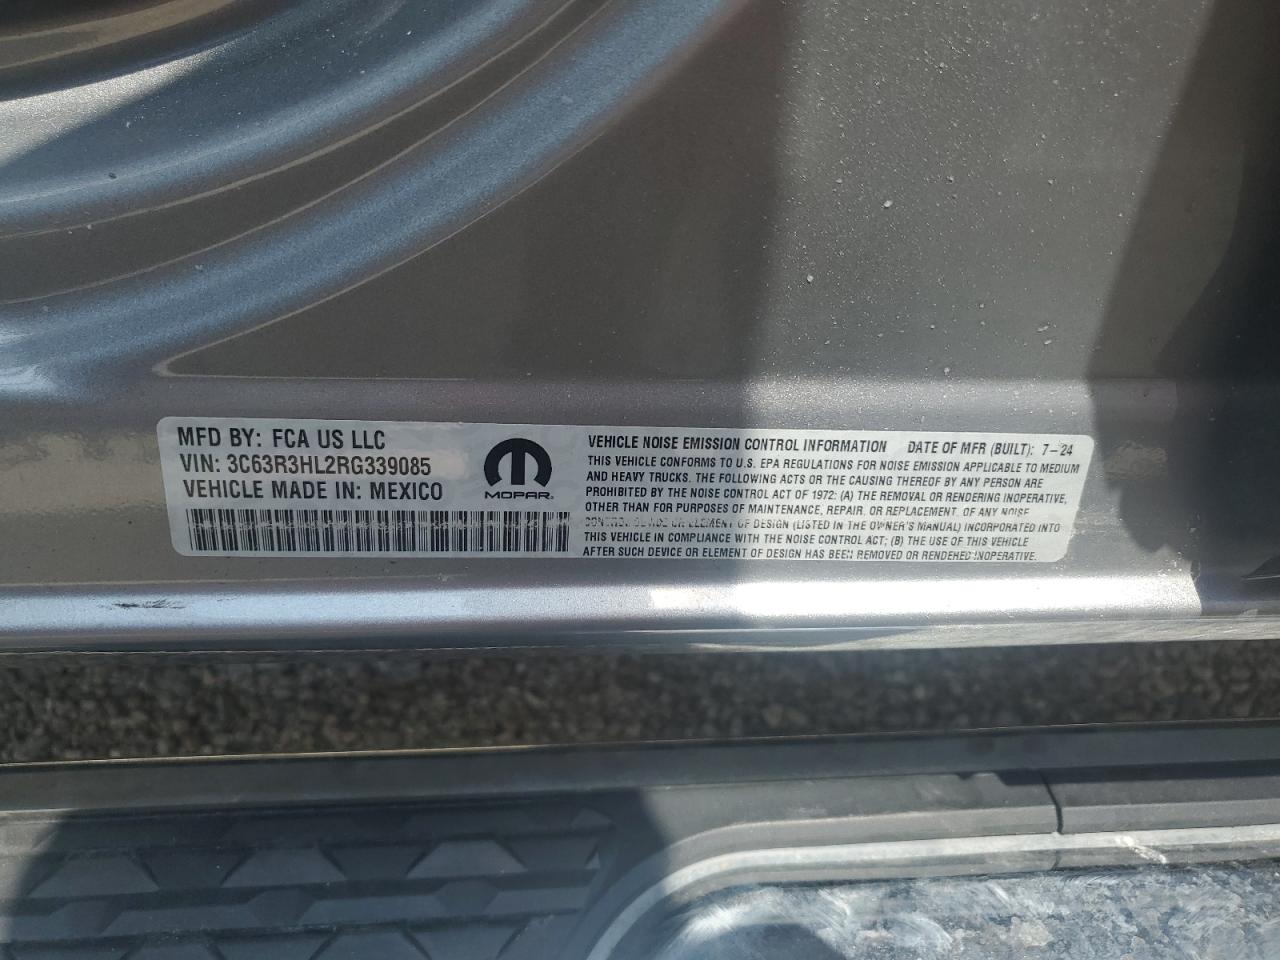 MFD BY: FCA US LLC
VIN: 3C63R3HL2RG339085
VEHICLE MADE IN: MEXICO
MOPAR
VEHICLE NOISE EMISSION CONTROL INFORMATION DATE OF MFR (BUILT): 7-24
THIS VEHICLE CONFORMS TO U.S. EPA REGULATIONS FOR NOISE EMISSION APPLICABLE TO MEDIUM
AND HEAVY TRUCKS. THE FOLLOWING ACTS OR THE CAUSING THEREOF BY ANY PERSON ARE
PROHIBITED BY THE NOISE CONTROL ACT OF 1972: (A) THE REMOVAL OR RENDERING INOPERATIVE,
OTHER THAN FOR PURPOSES OF MAINTENANCE, REPAIR, OR REPLACEMENT, OF ANY NOISE
CONTROL DEVICE OR ELEMENT OF DESIGN (LISTED IN THE OWNER'S MANUAL) INCORPORATED INTO
THIS VEHICLE IN COMPLIANCE WITH THE NOISE CONTROL ACT; (B) THE USE OF THIS VEHICLE
AFTER SUCH DEVICE OR ELEMENT OF DESIGN HAS BEEN REMOVED OR RENDERED INOPERATIVE.